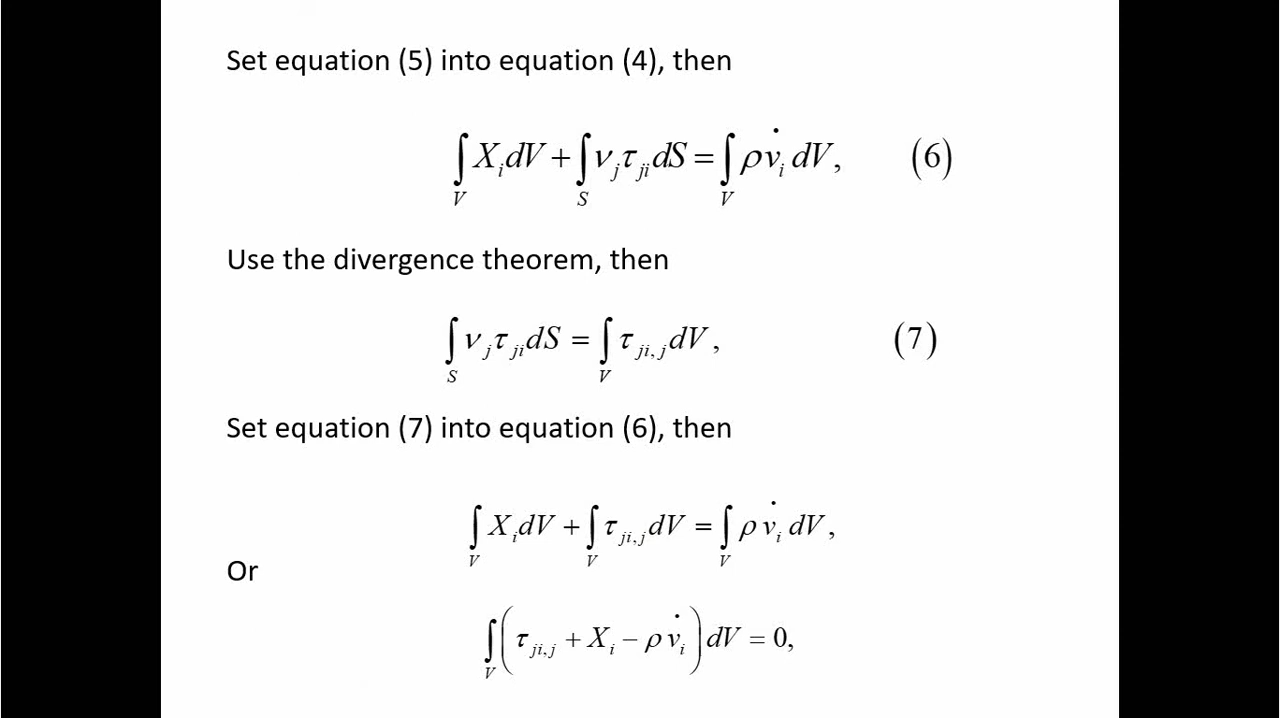 Set equation (5) into equation (4), then
∫_V X_i dV + ∫_S ν_j τ_ji dS = ∫_V ρ v̇_i dV, (6)
Use the divergence theorem, then
∫_S ν_j τ_ji dS = ∫_V τ_ji,j dV, (7)
Set equation (7) into equation (6), then
∫_V X_i dV + ∫_V τ_ji,j dV = ∫_V ρ v̇_i dV,
Or
∫_V (τ_ji,j + X_i − ρ v̇_i) dV = 0,